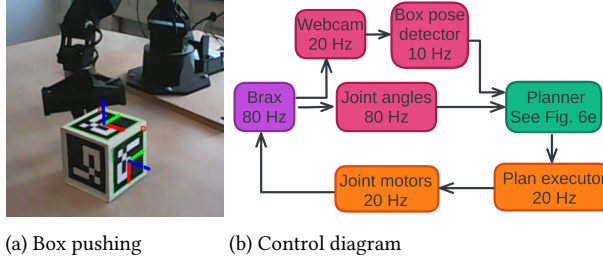 Webcam
20 Hz
Box pose
detector
10 Hz
Brax
80 Hz
Joint angles
80 Hz
Planner
See Fig. 6e
Joint motors
20 Hz
Plan executor
20 Hz
(a) Box pushing
(b) Control diagram